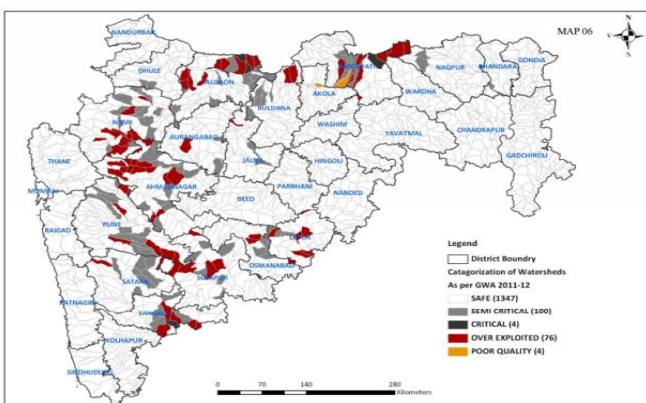 MAP 06
N
S
NANDURBAR
DHULE
JALGAON
BULDANA
AKOLA
AMRAVATI
NAGPUR
BHANDARA
GONDIA
WARDHA
WASHIM
YAVATMAL
CHANDRAPUR
GADCHIROLI
NASIK
AURANGABAD
JALNA
HINGOLI
THANE
MUMBAI
AHMADNAGAR
PARBHANI
NANDED
BEED
RAIGAD
PUNE
LATUR
OSMANABAD
SATARA
SOLAPUR
RATNAGIRI
SANGLI
KOLHAPUR
SINDHUDURG
Legend
District Boundry
Catagorization of Watersheds
As per GWA 2011-12
SAFE (1347)
SEMI CRITICAL (100)
CRITICAL (4)
OVER EXPLOITED (76)
POOR QUALITY (4)
0 70 140 280
Kilometers